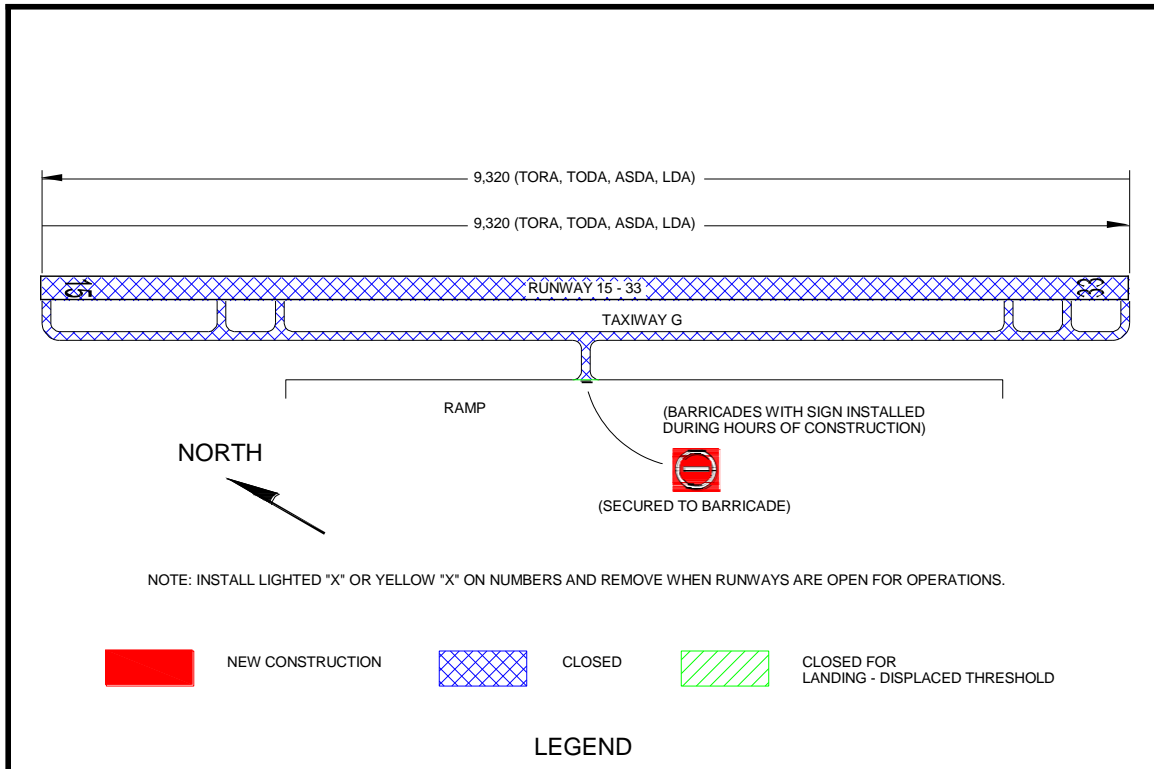 9,320 (TORA, TODA, ASDA, LDA)
9,320 (TORA, TODA, ASDA, LDA)
15
RUNWAY 15 - 33
33
TAXIWAY G
RAMP
(BARRICADES WITH SIGN INSTALLED
DURING HOURS OF CONSTRUCTION)
NORTH
(SECURED TO BARRICADE)
NOTE: INSTALL LIGHTED "X" OR YELLOW "X" ON NUMBERS AND REMOVE WHEN RUNWAYS ARE OPEN FOR OPERATIONS.
NEW CONSTRUCTION
CLOSED
CLOSED FOR
LANDING - DISPLACED THRESHOLD
LEGEND